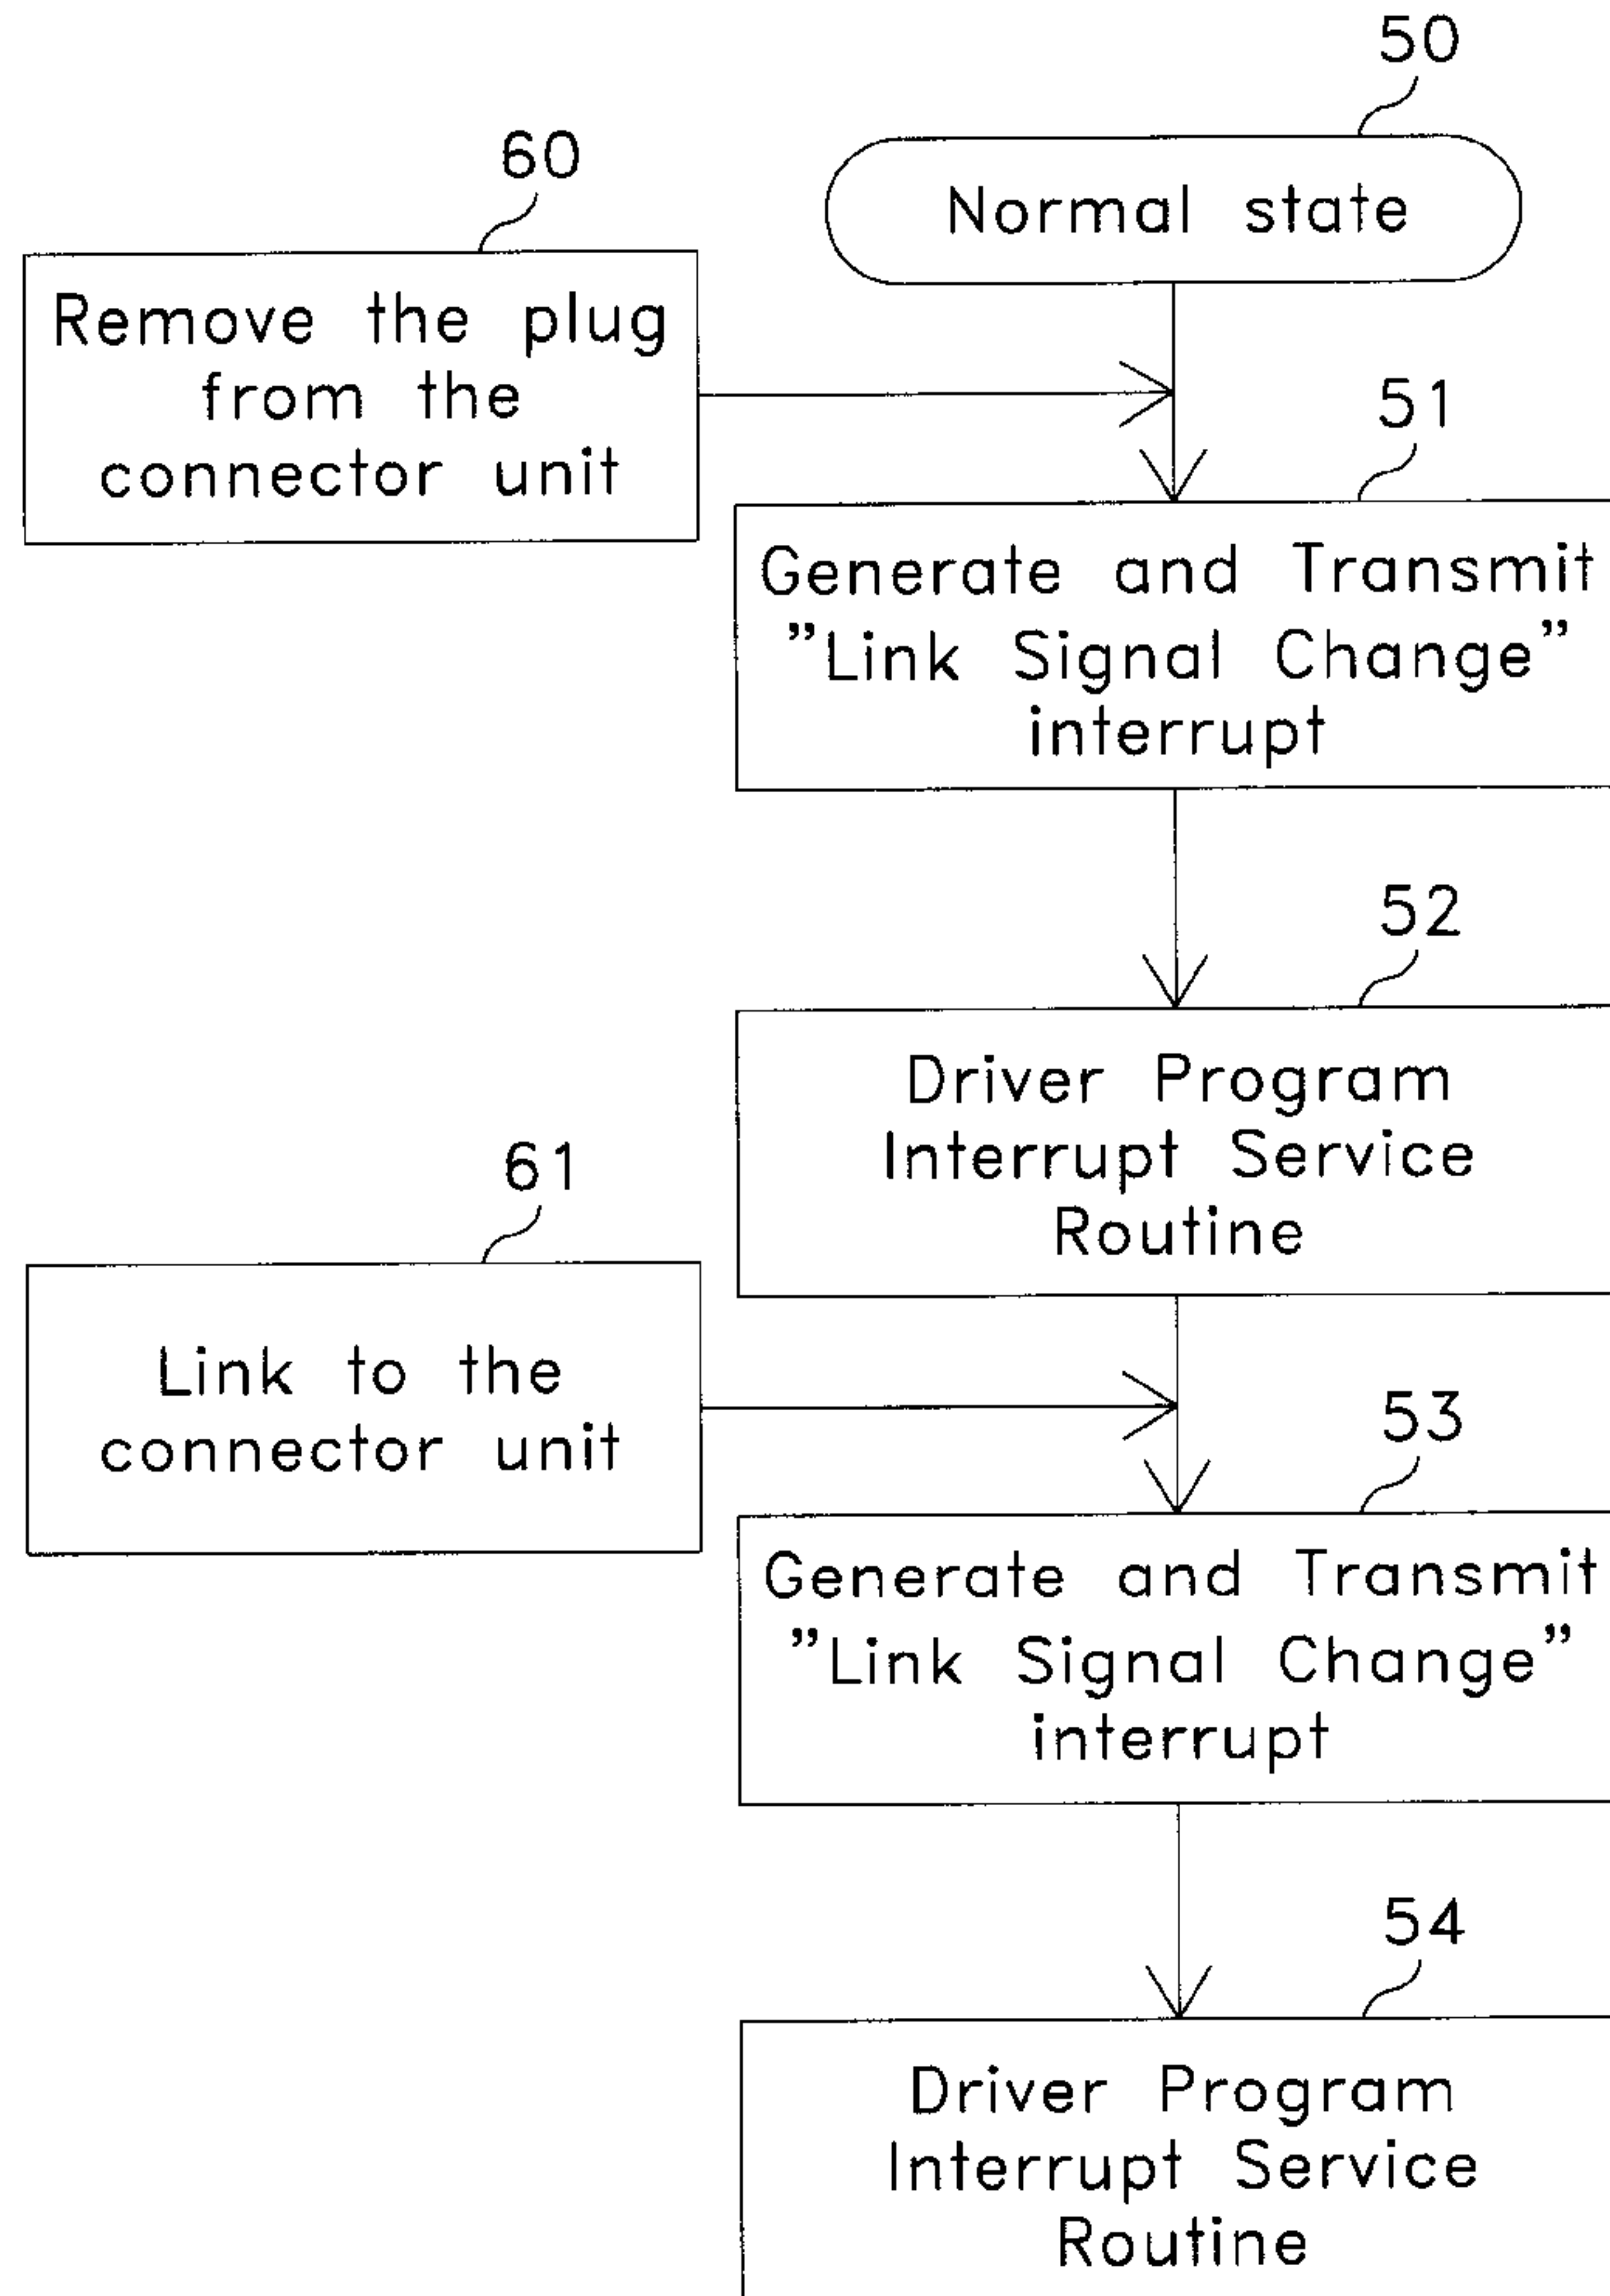 50
Normal state
60
Remove the plug
from the
connector unit
51
Generate and Transmit
”Link Signal Change”
interrupt
52
Driver Program
Interrupt Service
Routine
61
Link to the
connector unit
53
Generate and Transmit
”Link Signal Change”
interrupt
54
Driver Program
Interrupt Service
Routine